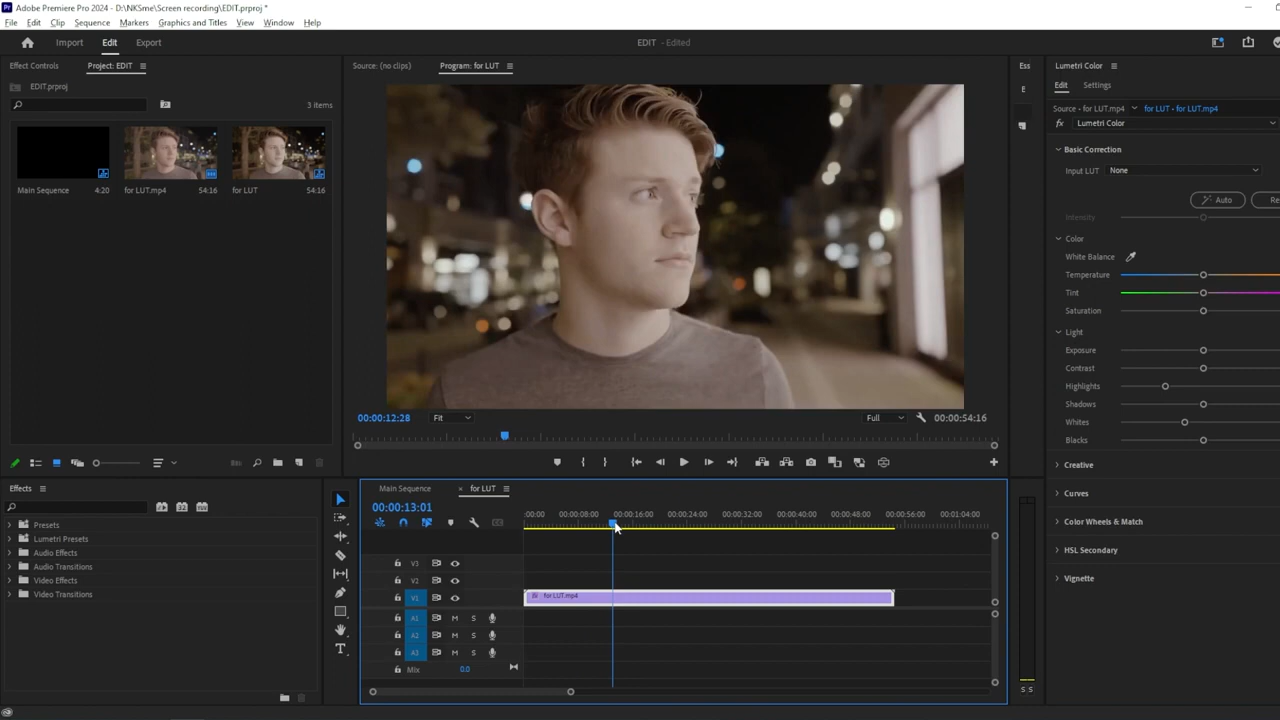 Adobe Premiere Pro 2024 - D:\NKSme\Screen recording\EDIT.prproj *
File Edit Clip Sequence Markers Graphics and Titles View Window Help
Import Edit Export
EDIT - Edited
Effect Controls Project: EDIT
EDIT.prproj
3 items
Main Sequence 4:20
for LUT.mp4 54:16
for LUT 54:16
Source: (no clips) Program: for LUT
00:00:12:28 Fit Full 00:00:54:16
Ess
E
Lumetri Color
Edit Settings
Source - for LUT.mp4 for LUT - for LUT.mp4
fx Lumetri Color
Basic Correction
Input LUT None
Auto Re
Intensity
Color
White Balance
Temperature
Tint
Saturation
Light
Exposure
Contrast
Highlights
Shadows
Whites
Blacks
Creative
Curves
Color Wheels & Match
HSL Secondary
Vignette
Effects
Presets
Lumetri Presets
Audio Effects
Audio Transitions
Video Effects
Video Transitions
Main Sequence × for LUT
00:00:13:01
:00:00 00:00:08:00 00:00:16:00 00:00:24:00 00:00:32:00 00:00:40:00 00:00:48:00 00:00:56:00 00:01:04:00
V3
V2
V1 fx for LUT.mp4
A1 M S
A2 M S
A3 M S
Mix 0.0
S S